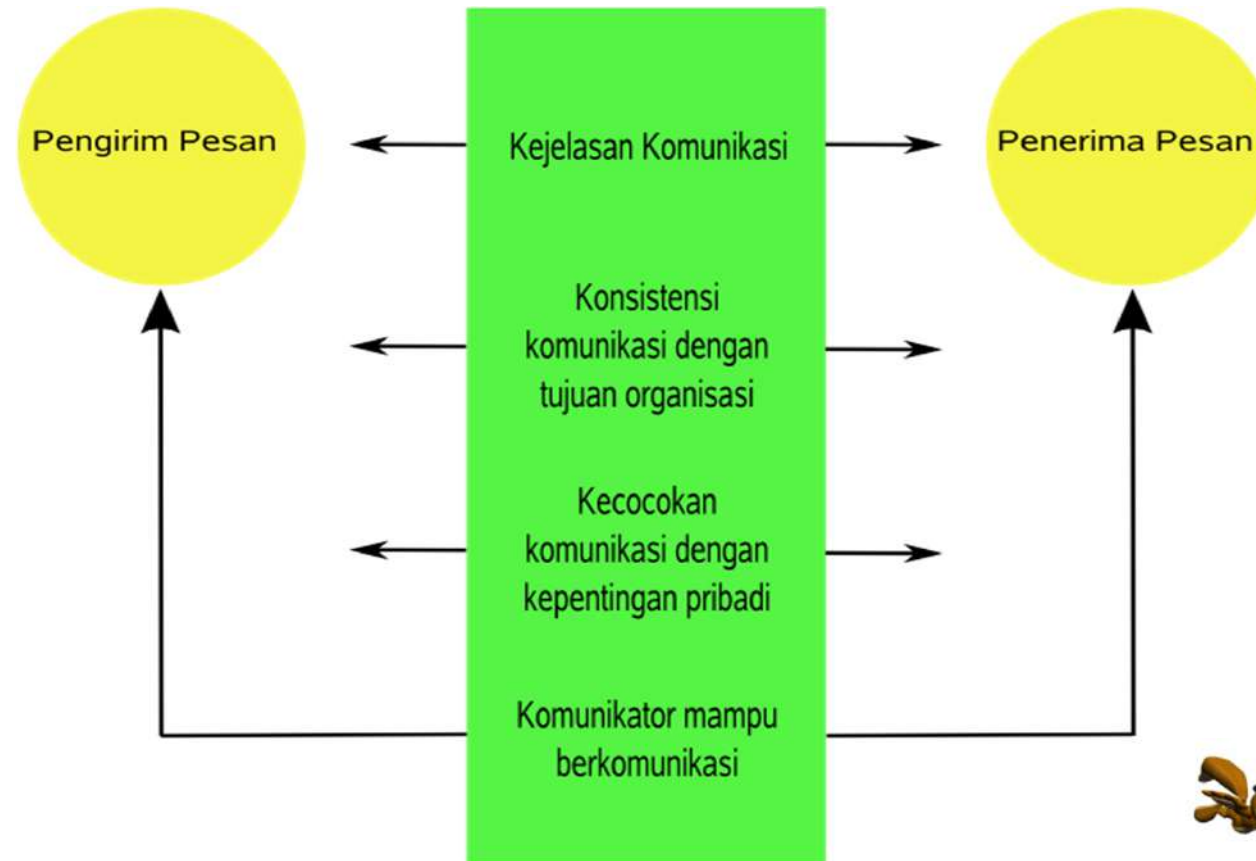 Pengirim Pesan
Kejelasan Komunikasi
Penerima Pesan
Konsistensi
komunikasi dengan
tujuan organisasi
Kecocokan
komunikasi dengan
kepentingan pribadi
Komunikator mampu
berkomunikasi